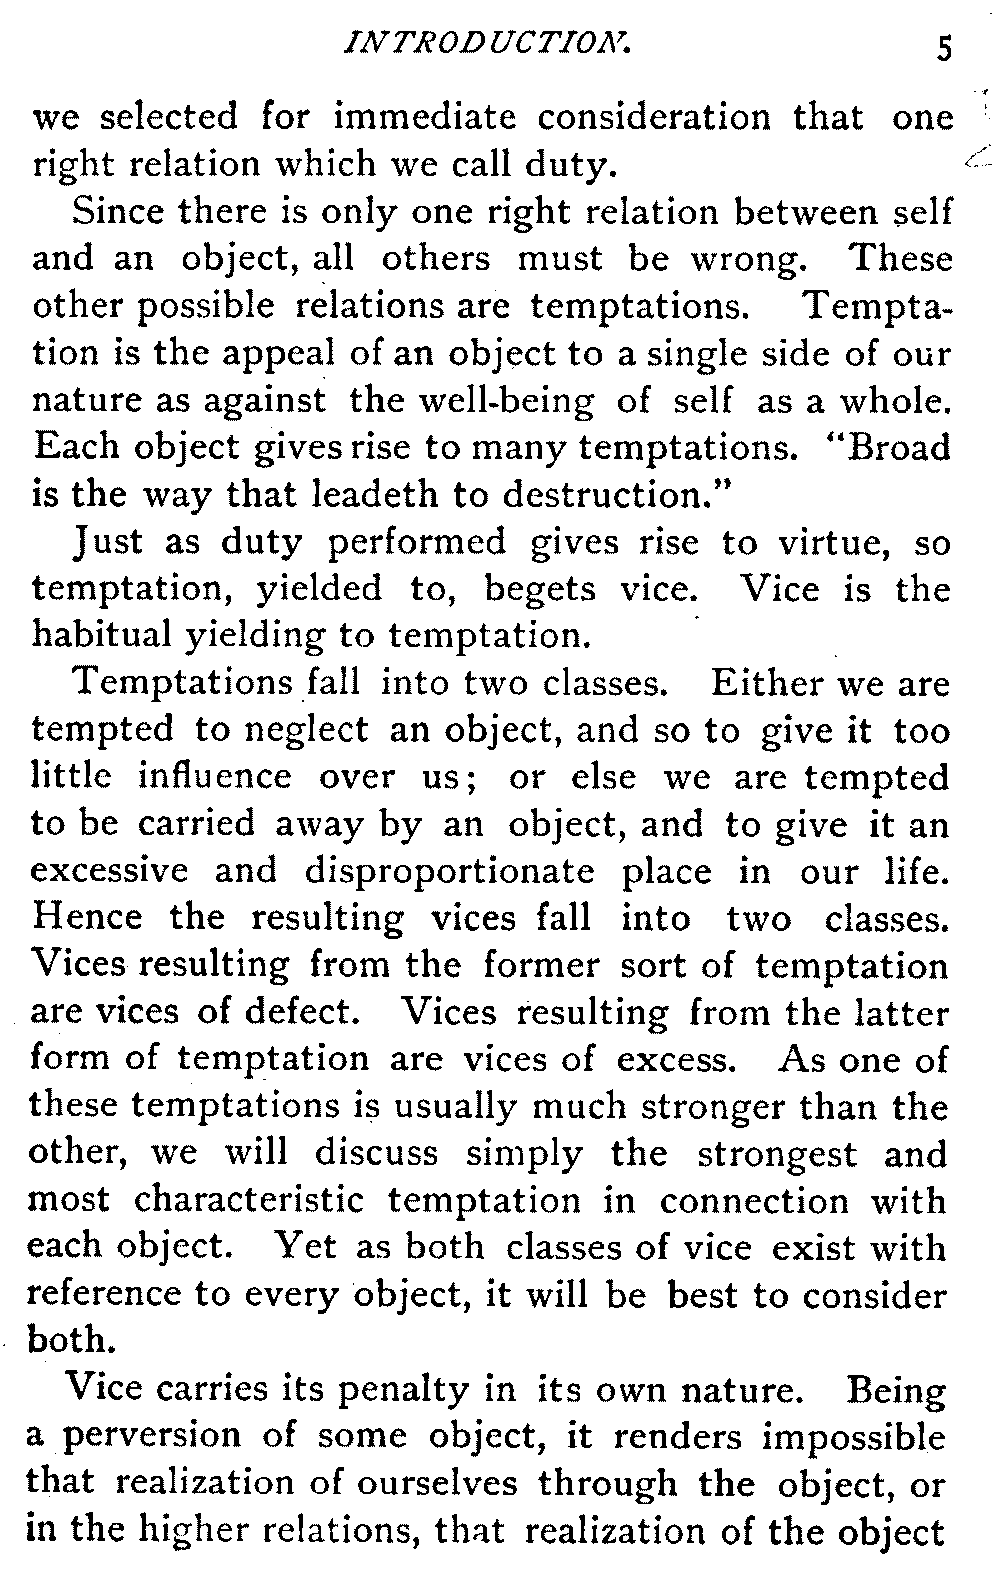 INTRODUCTION. 5
we selected for immediate consideration that one
right relation which we call duty.
Since there is only one right relation between self
and an object, all others must be wrong. These
other possible relations are temptations. Tempta-
tion is the appeal of an object to a single side of our
nature as against the well-being of self as a whole.
Each object gives rise to many temptations. "Broad
is the way that leadeth to destruction."
Just as duty performed gives rise to virtue, so
temptation, yielded to, begets vice. Vice is the
habitual yielding to temptation.
Temptations fall into two classes. Either we are
tempted to neglect an object, and so to give it too
little influence over us; or else we are tempted
to be carried away by an object, and to give it an
excessive and disproportionate place in our life.
Hence the resulting vices fall into two classes.
Vices resulting from the former sort of temptation
are vices of defect. Vices resulting from the latter
form of temptation are vices of excess. As one of
these temptations is usually much stronger than the
other, we will discuss simply the strongest and
most characteristic temptation in connection with
each object. Yet as both classes of vice exist with
reference to every object, it will be best to consider
both.
Vice carries its penalty in its own nature. Being
a perversion of some object, it renders impossible
that realization of ourselves through the object, or
in the higher relations, that realization of the object